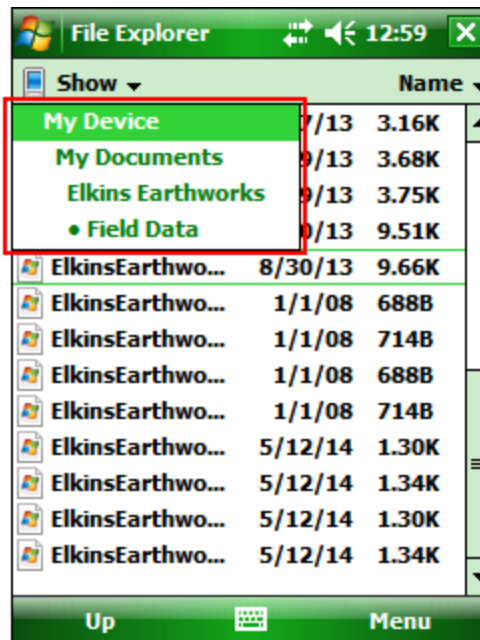 File Explorer 12:59
Show Name
My Device 7/13 3.16K
My Documents 9/13 3.68K
Elkins Earthworks 9/13 3.75K
• Field Data 0/13 9.51K
ElkinsEarthwo... 8/30/13 9.66K
ElkinsEarthwo... 1/1/08 688B
ElkinsEarthwo... 1/1/08 714B
ElkinsEarthwo... 1/1/08 688B
ElkinsEarthwo... 1/1/08 714B
ElkinsEarthwo... 5/12/14 1.30K
ElkinsEarthwo... 5/12/14 1.34K
ElkinsEarthwo... 5/12/14 1.30K
ElkinsEarthwo... 5/12/14 1.34K
Up Menu